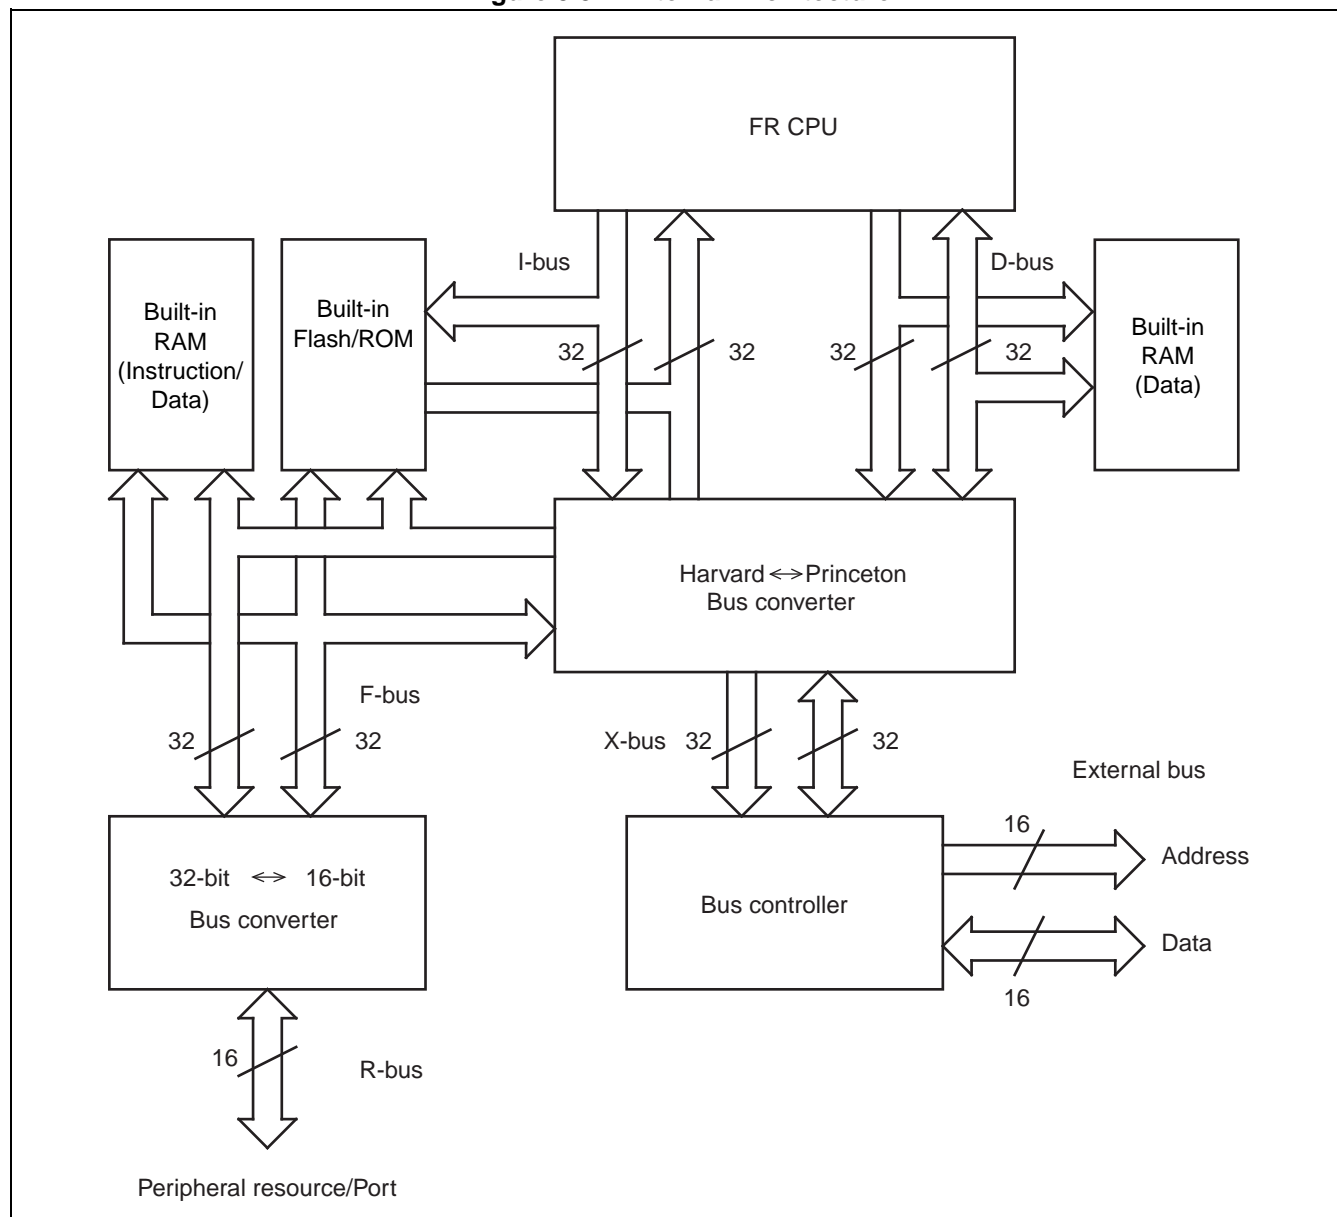 FR CPU
I-bus
D-bus
Built-in
RAM
(Instruction/
Data)
Built-in
Flash/ROM
Built-in
RAM
(Data)
32
32
32
32
Harvard ↔ Princeton
Bus converter
F-bus
32
32
X-bus
32
32
External bus
16
Address
32-bit ↔ 16-bit
Bus converter
Bus controller
Data
16
16
R-bus
Peripheral resource/Port